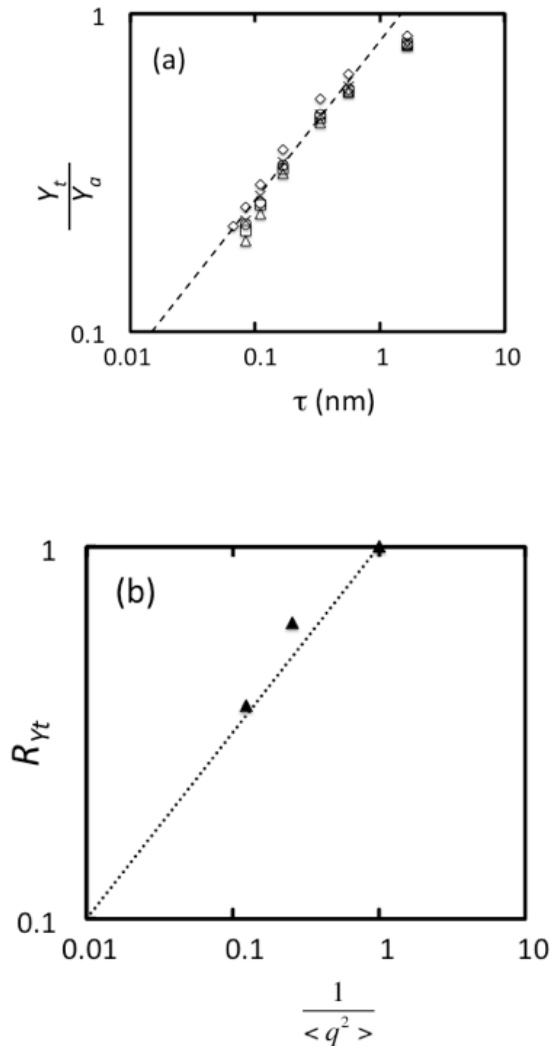 1
(a)
Y_t
Y_a
0.1
0.01 0.1 1 10
τ (nm)
1
(b)
R_Yt
0.1
0.01 0.1 1 10
1
< q² >